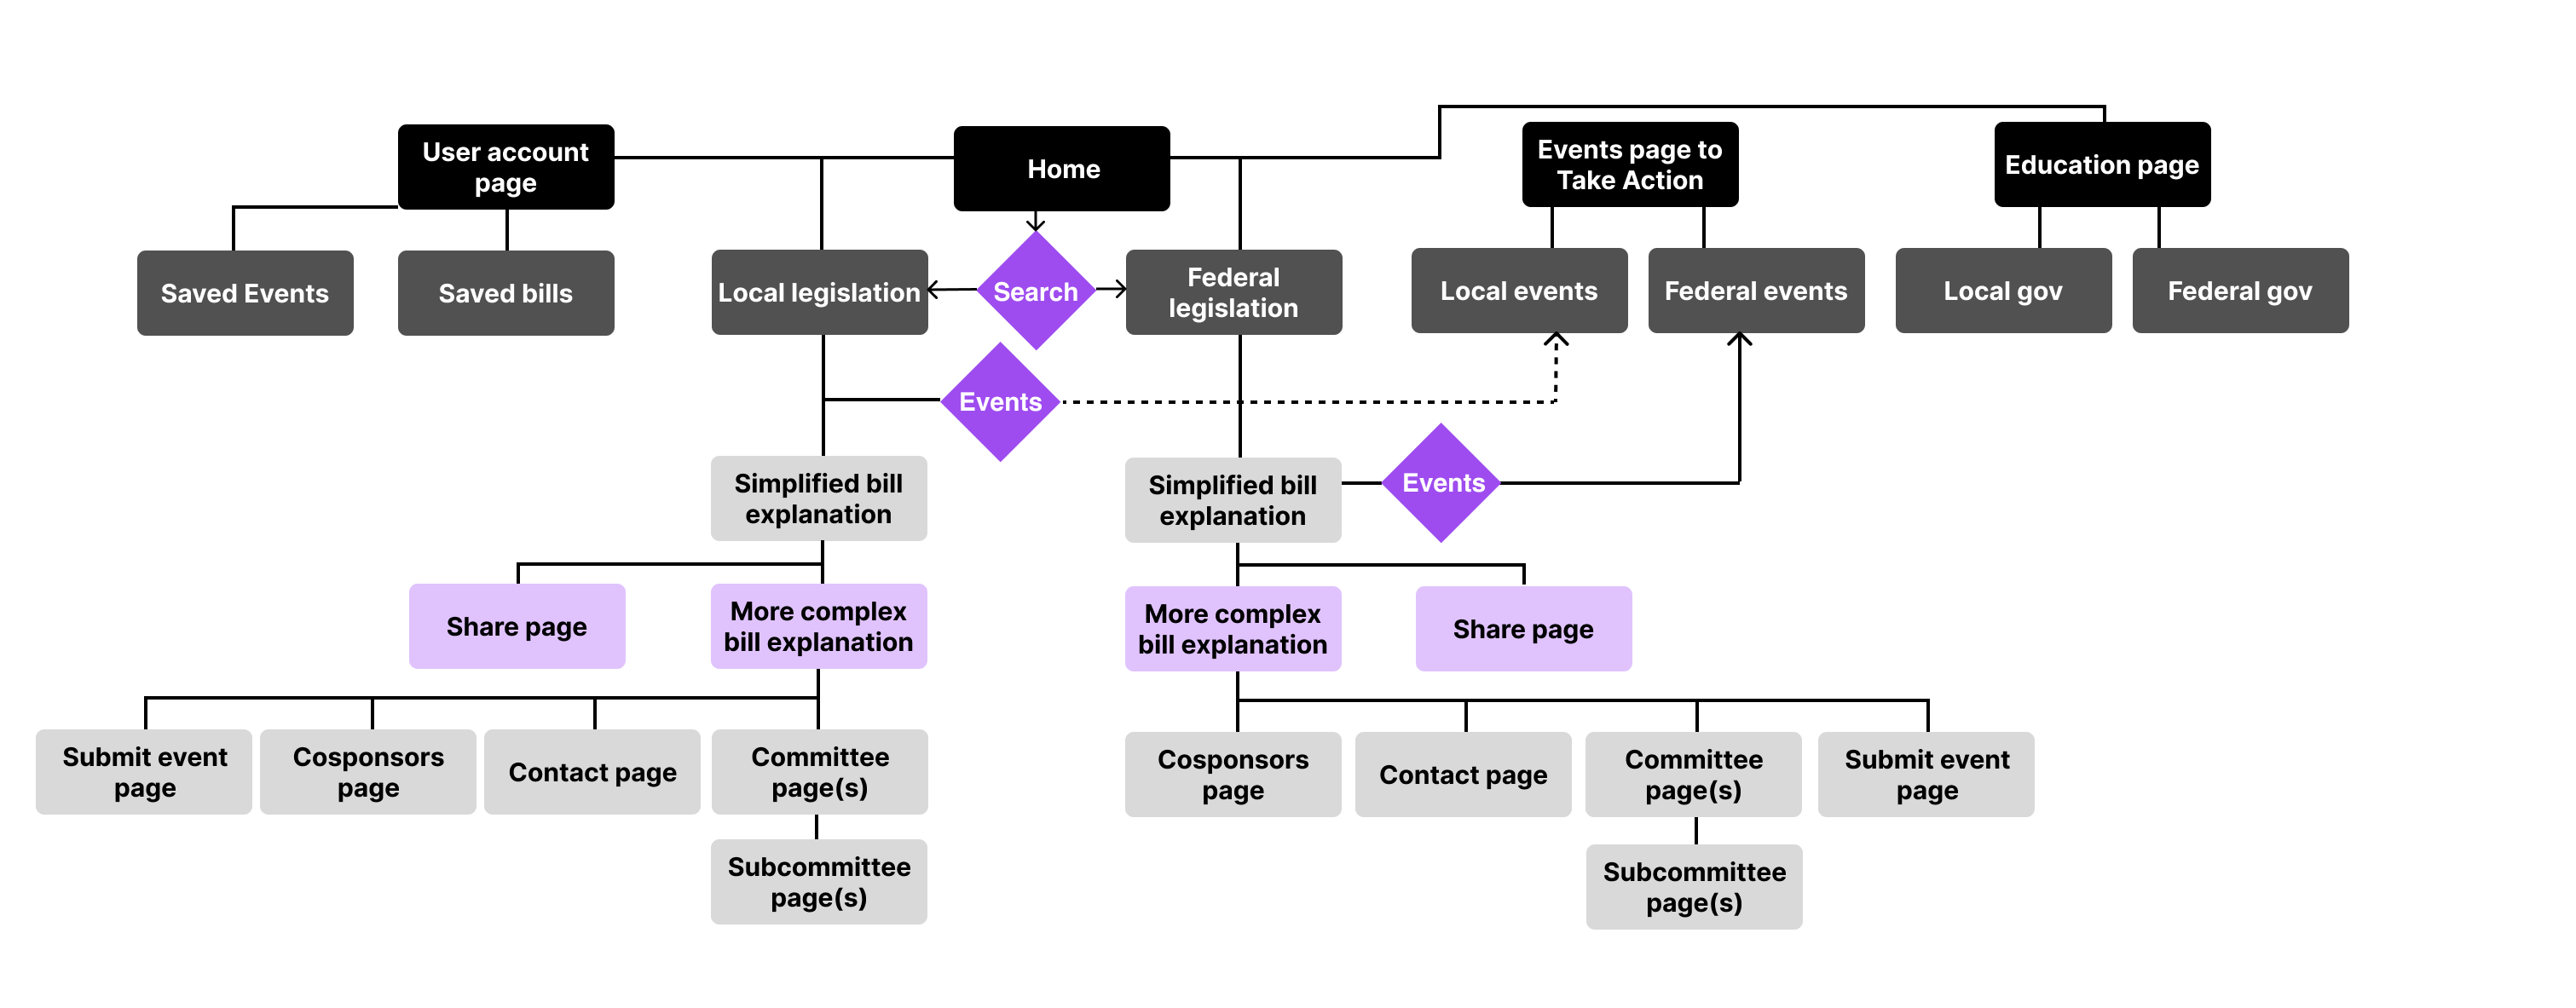 User account
page
Home
Events page to
Take Action
Education page
Saved Events
Saved bills
Local legislation
Search
Federal
legislation
Local events
Federal events
Local gov
Federal gov
Events
Simplified bill
explanation
Simplified bill
explanation
Events
Share page
More complex
bill explanation
More complex
bill explanation
Share page
Submit event
page
Cosponsors
page
Contact page
Committee
page(s)
Cosponsors
page
Contact page
Committee
page(s)
Submit event
page
Subcommittee
page(s)
Subcommittee
page(s)